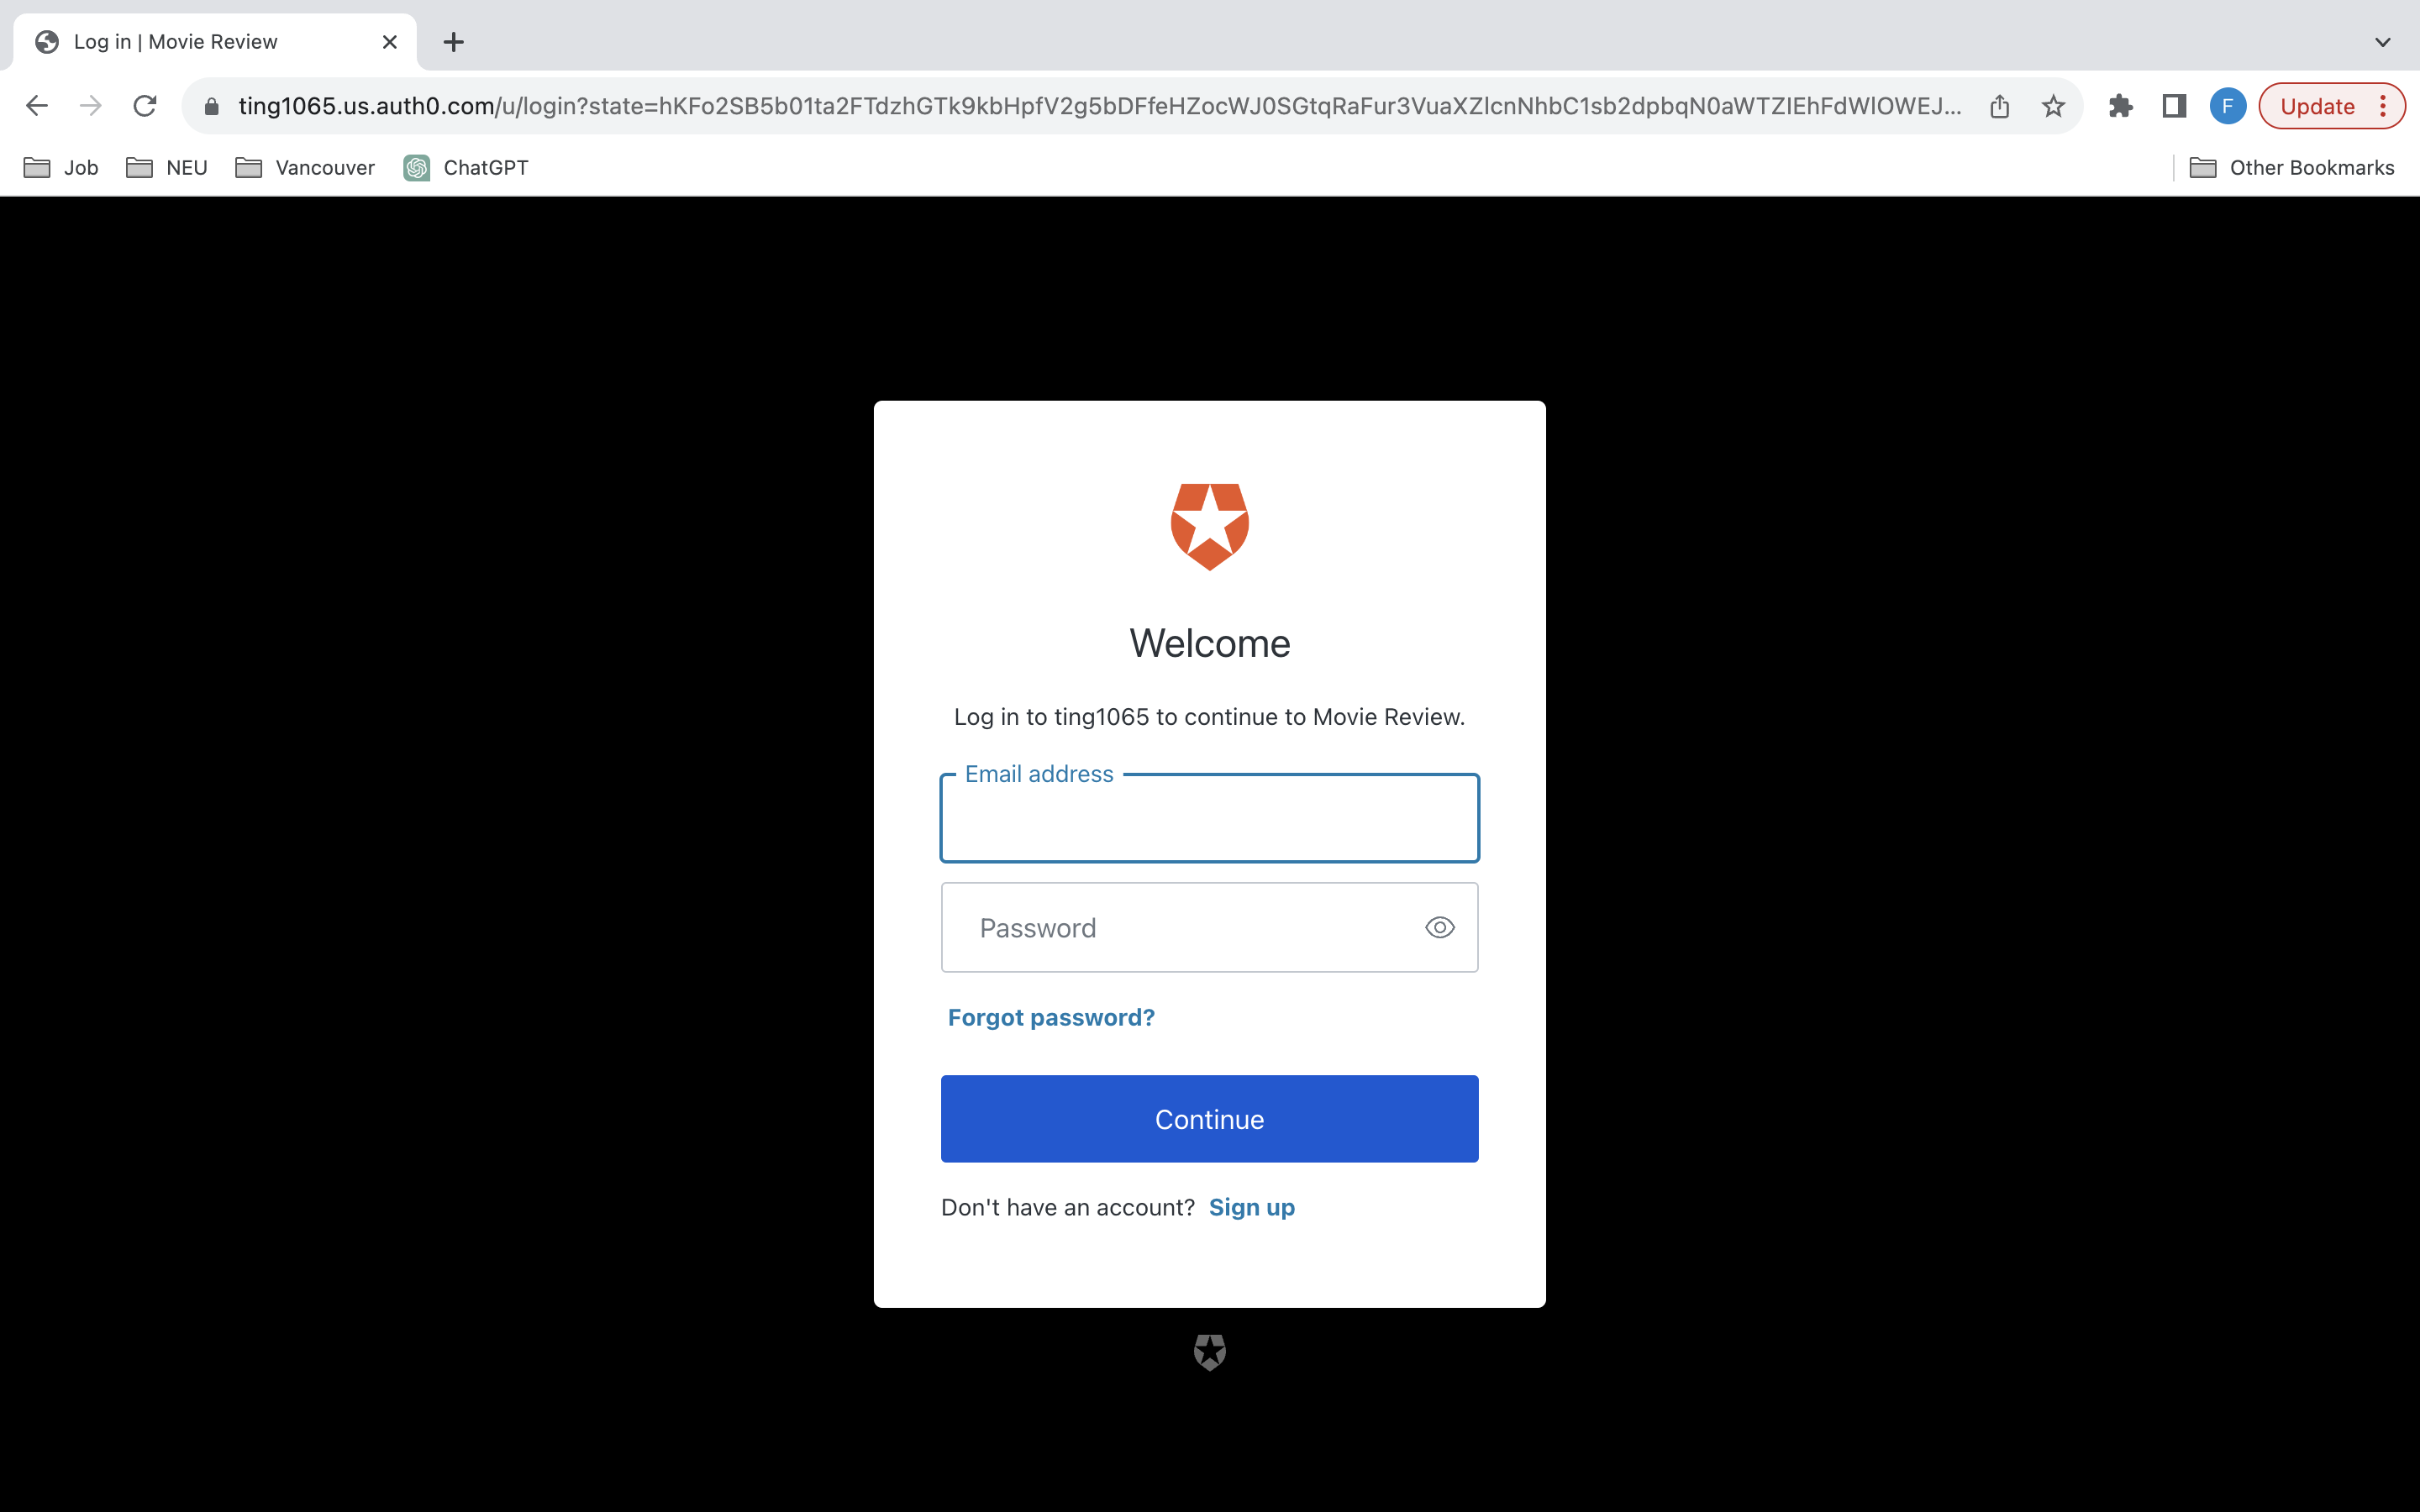 Log in | Movie Review
ting1065.us.auth0.com/u/login?state=hKFo2SB5b01ta2FTdzhGTk9kbHpfV2g5bDFfeHZocWJ0SGtqRaFur3VuaXZlcnNhbC1sb2dpbqN0aWTZIEhFdWlOWEJ...
F
Update
Job
NEU
Vancouver
ChatGPT
Other Bookmarks
Welcome
Log in to ting1065 to continue to Movie Review.
Email address
Password
Forgot password?
Continue
Don't have an account? Sign up